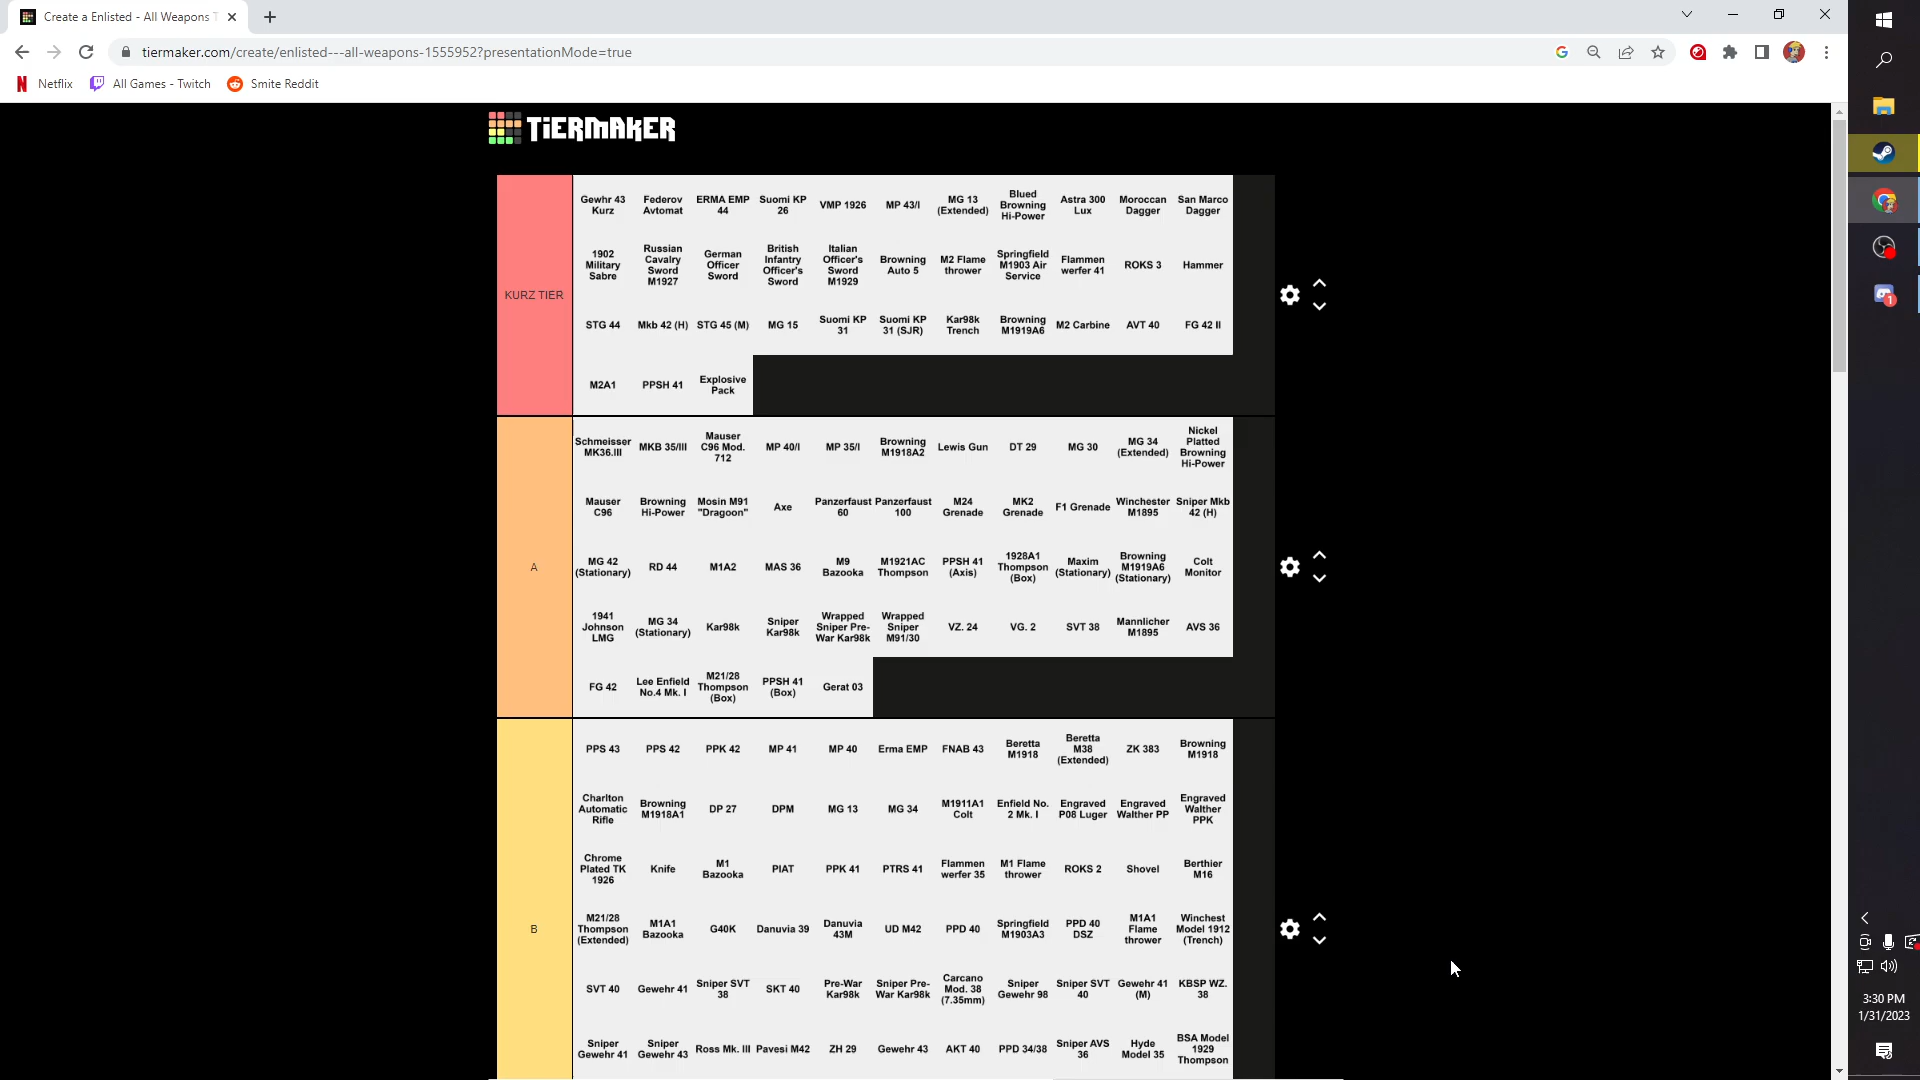 Create a Enlisted - All Weapons T
tiermaker.com/create/enlisted---all-weapons-1555952?presentationMode=true
Netflix
All Games - Twitch
Smite Reddit
TiERMAKER
KURZ TIER
Gewhr 43 Kurz
Federov Avtomat
ERMA EMP 44
Suomi KP 26
VMP 1926
MP 43/I
MG 13 (Extended)
Blued Browning Hi-Power
Astra 300 Lux
Moroccan Dagger
San Marco Dagger
1902 Military Sabre
Russian Cavalry Sword M1927
German Officer Sword
British Infantry Officer's Sword
Italian Officer's Sword M1929
Browning Auto 5
M2 Flame thrower
Springfield M1903 Air Service
Flammen werfer 41
ROKS 3
Hammer
STG 44
Mkb 42 (H)
STG 45 (M)
MG 15
Suomi KP 31
Suomi KP 31 (SJR)
Kar98k Trench
Browning M1919A6
M2 Carbine
AVT 40
FG 42 II
M2A1
PPSH 41
Explosive Pack
A
Schmeisser MK36.III
MKB 35/III
Mauser C96 Mod. 712
MP 40/I
MP 35/I
Browning M1918A2
Lewis Gun
DT 29
MG 30
MG 34 (Extended)
Nickel Platted Browning Hi-Power
Mauser C96
Browning Hi-Power
Mosin M91 "Dragoon"
Axe
Panzerfaust 60
Panzerfaust 100
M24 Grenade
MK2 Grenade
F1 Grenade
Winchester M1895
Sniper Mkb 42 (H)
MG 42 (Stationary)
RD 44
M1A2
MAS 36
M9 Bazooka
M1921AC Thompson
PPSH 41 (Axis)
1928A1 Thompson (Box)
Maxim (Stationary)
Browning M1919A6 (Stationary)
Colt Monitor
1941 Johnson LMG
MG 34 (Stationary)
Kar98k
Sniper Kar98k
Wrapped Sniper Pre-War Kar98k
Wrapped Sniper M91/30
VZ. 24
VG. 2
SVT 38
Mannlicher M1895
AVS 36
FG 42
Lee Enfield No.4 Mk. I
M21/28 Thompson (Box)
PPSH 41 (Box)
Gerat 03
B
PPS 43
PPS 42
PPK 42
MP 41
MP 40
Erma EMP
FNAB 43
Beretta M1918
Beretta M38 (Extended)
ZK 383
Browning M1918
Charlton Automatic Rifle
Browning M1918A1
DP 27
DPM
MG 13
MG 34
M1911A1 Colt
Enfield No. 2 Mk. I
Engraved P08 Luger
Engraved Walther PP
Engraved Walther PPK
Chrome Plated TK 1926
Knife
M1 Bazooka
PIAT
PPK 41
PTRS 41
Flammen werfer 35
M1 Flame thrower
ROKS 2
Shovel
Berthier M16
M21/28 Thompson (Extended)
M1A1 Bazooka
G40K
Danuvia 39
Danuvia 43M
UD M42
PPD 40
Springfield M1903A3
PPD 40 DSZ
M1A1 Flame thrower
Winchest Model 1912 (Trench)
SVT 40
Gewehr 41
Sniper SVT 38
SKT 40
Pre-War Kar98k
Sniper Pre-War Kar98k
Carcano Mod. 38 (7.35mm)
Sniper Gewehr 98
Sniper SVT 40
Gewehr 41 (M)
KBSP WZ. 38
Sniper Gewehr 41
Sniper Gewehr 43
Ross Mk. III
Pavesi M42
ZH 29
Gewehr 43
AKT 40
PPD 34/38
Sniper AVS 36
Hyde Model 35
BSA Model 1929 Thompson
1
3:30 PM
1/31/2023